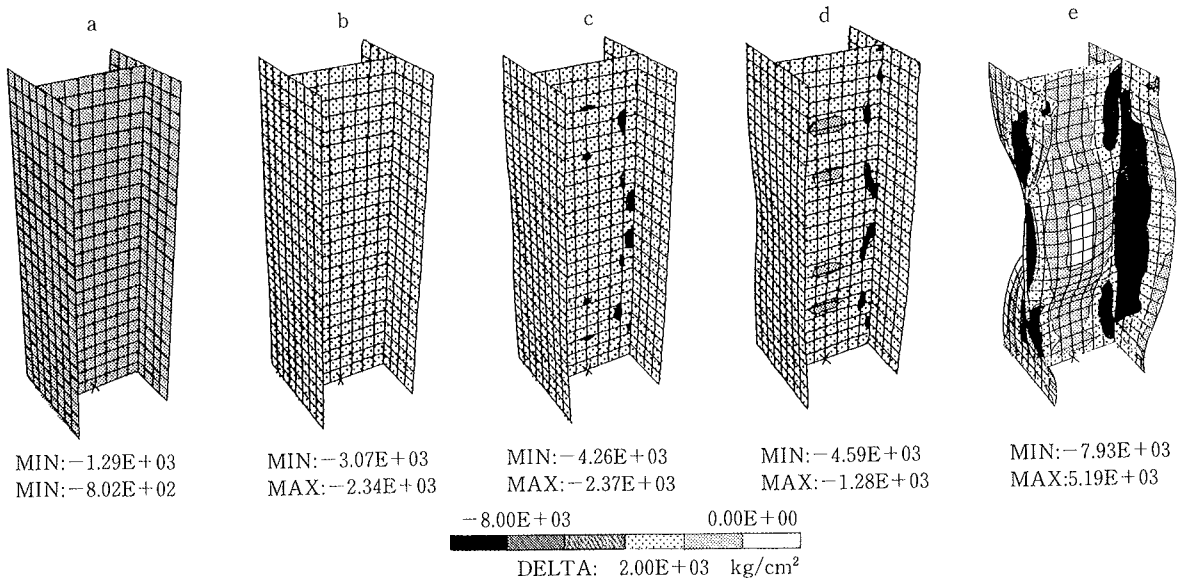 a
b
c
d
e
MIN:−1.29E+03
MIN:−8.02E+02
MIN:−3.07E+03
MAX:−2.34E+03
MIN:−4.26E+03
MAX:−2.37E+03
MIN:−4.59E+03
MAX:−1.28E+03
MIN:−7.93E+03
MAX:5.19E+03
−8.00E+03 0.00E+00
DELTA: 2.00E+03 kg/cm²